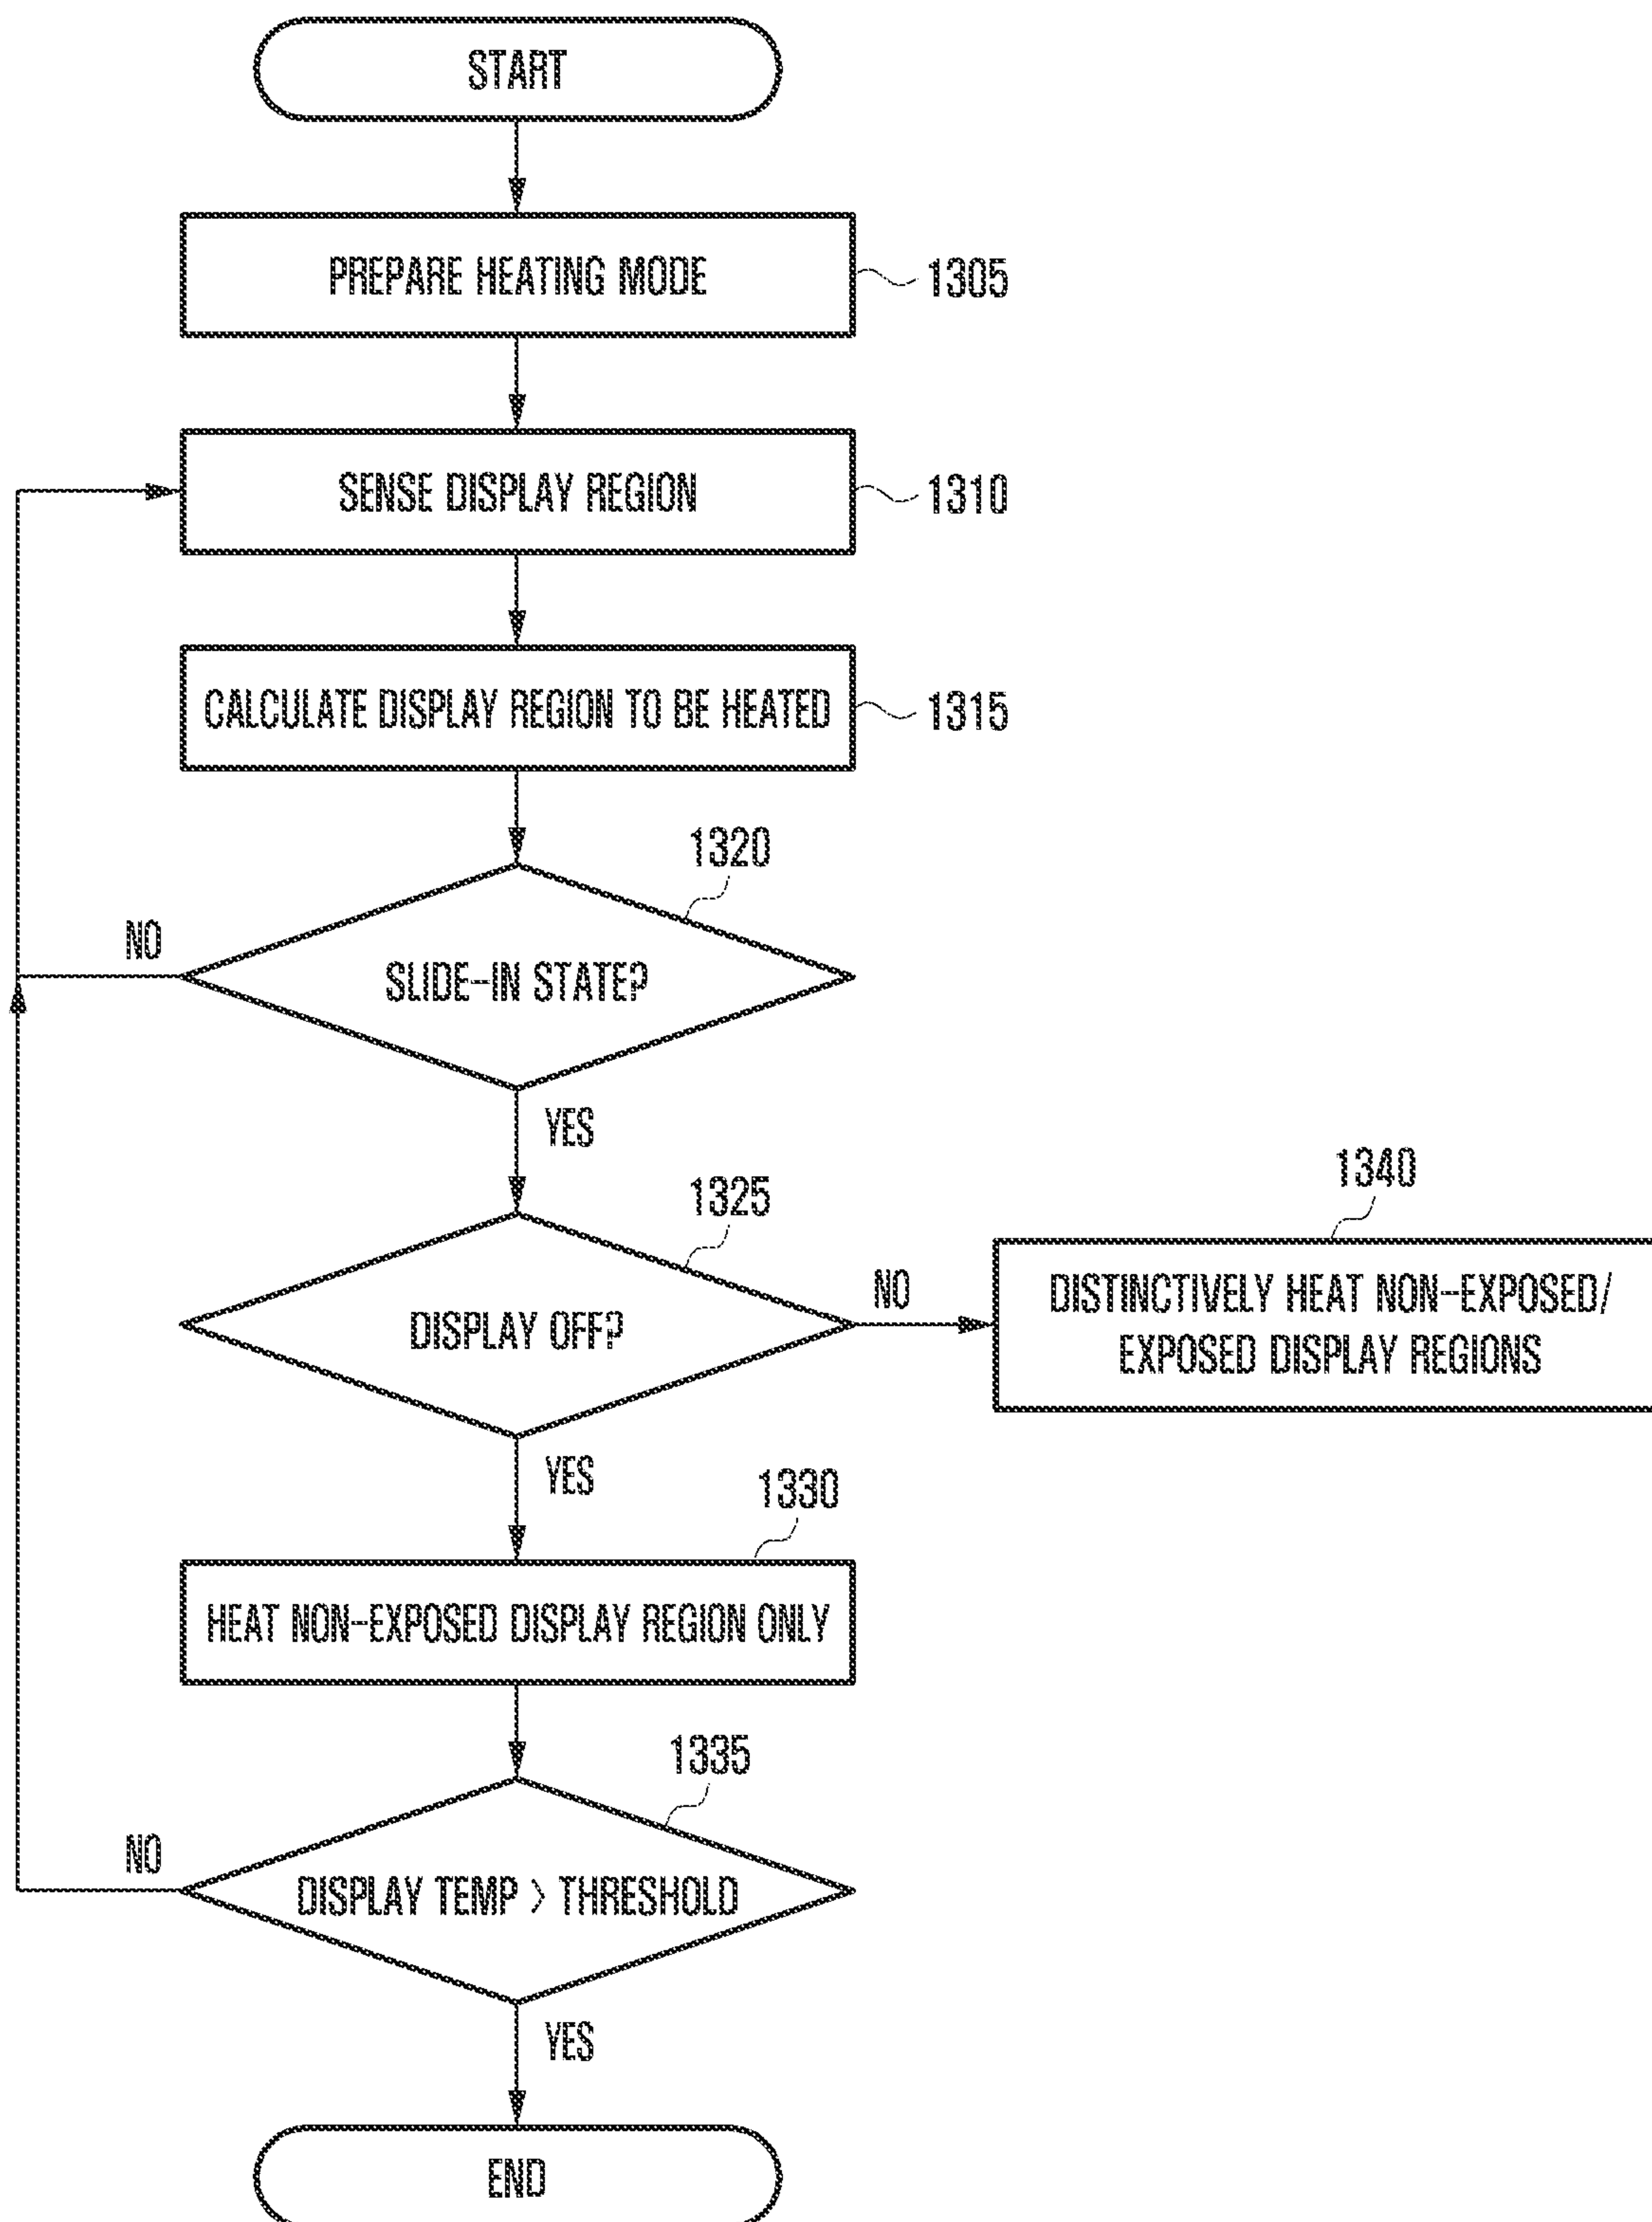 START
PREPARE HEATING MODE
1305
SENSE DISPLAY REGION
1310
CALCULATE DISPLAY REGION TO BE HEATED
1315
1320
NO
SLIDE-IN STATE?
YES
1325
DISPLAY OFF?
NO
1340
DISTINCTIVELY HEAT NON-EXPOSED/
EXPOSED DISPLAY REGIONS
YES
1330
HEAT NON-EXPOSED DISPLAY REGION ONLY
1335
NO
DISPLAY TEMP > THRESHOLD
YES
END